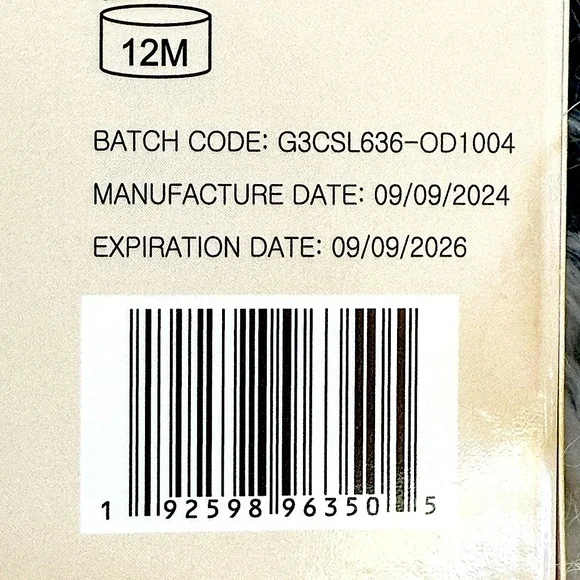 12M
BATCH CODE: G3CSL636-OD1004
MANUFACTURE DATE: 09/09/2024
EXPIRATION DATE: 09/09/2026
1 92598 96350 5